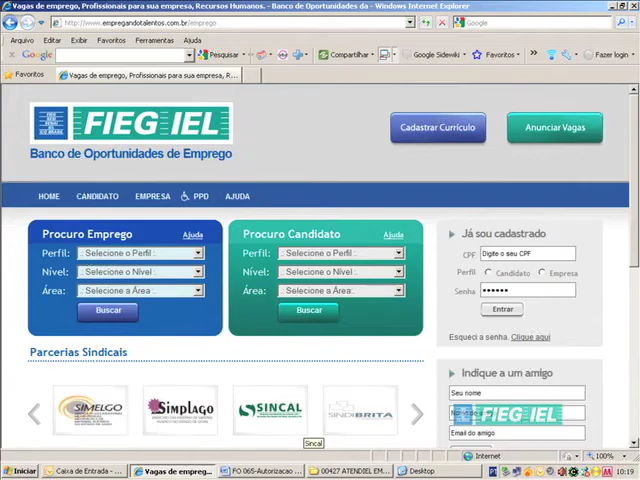 Vagas de emprego, Profissionais para sua empresa, Recursos Humanos. - Banco de Oportunidades da - Windows Internet Explorer
http://www.empregandotalentos.com.br/emprego
Google
Arquivo Editar Exibir Favoritos Ferramentas Ajuda
Google Pesquisar Compartilhar Google Sidewiki Favoritos Fazer login
Favoritos Vagas de emprego, Profissionais para sua empresa, R...
FIEG IEL
Banco de Oportunidades de Emprego
Cadastrar Currículo
Anunciar Vagas
HOME CANDIDATO EMPRESA PPD AJUDA
Procuro Emprego Ajuda
Perfil: .: Selecione o Perfil :.
Nível: .: Selecione o Nível :.
Área: .: Selecione a Área :.
Buscar
Procuro Candidato Ajuda
Perfil: .: Selecione o Perfil :.
Nível: .: Selecione o Nível :.
Área: .: Selecione a Área:.
Buscar
Já sou cadastrado
CPF Digite o seu CPF
Perfil Candidato Empresa
Senha ••••••
Entrar
Esqueci a senha. Clique aqui
Parcerias Sindicais
SIMELGO
Simplago
SINCAL
SINDIBRITA
Sincal
Indique a um amigo
Seu nome
FIEG IEL
Email do amigo
Internet 100%
Iniciar Caixa de Entrada - ... Vagas de empreg... FO 065-Autorizacao ... 00427 ATENDIEL EM... Desktop PT 10:19